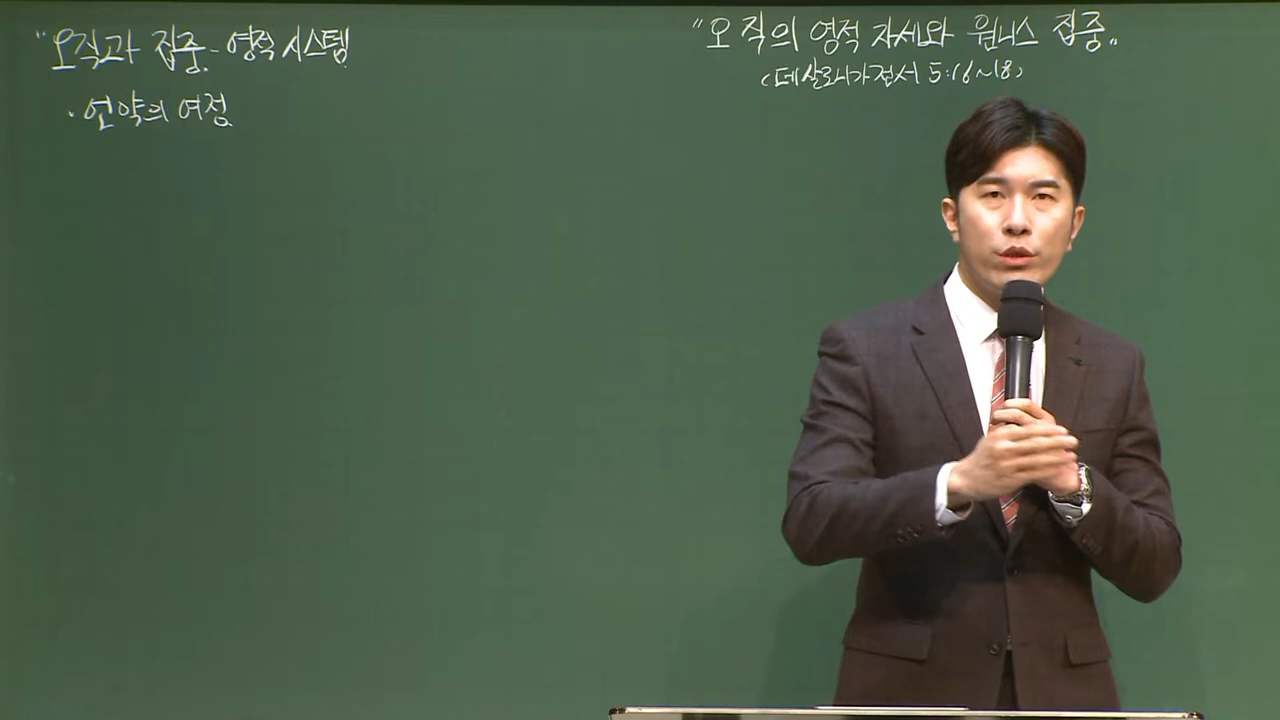 "오직과 집중 - 영적 시스템
· 언약의 여정
"오직의 영적 자세와 원니스 집중"
(데살로니가전서 5:16~18)